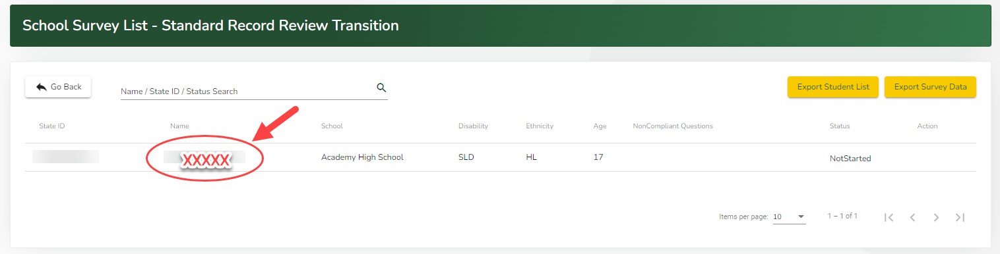 School Survey List - Standard Record Review Transition
Go Back
Name / State ID / Status Search
Export Student List
Export Survey Data
State ID Name School Disability Ethnicity Age NonCompliant Questions Status Action
XXXXX Academy High School SLD HL 17 NotStarted
Items per page: 10 1 – 1 of 1